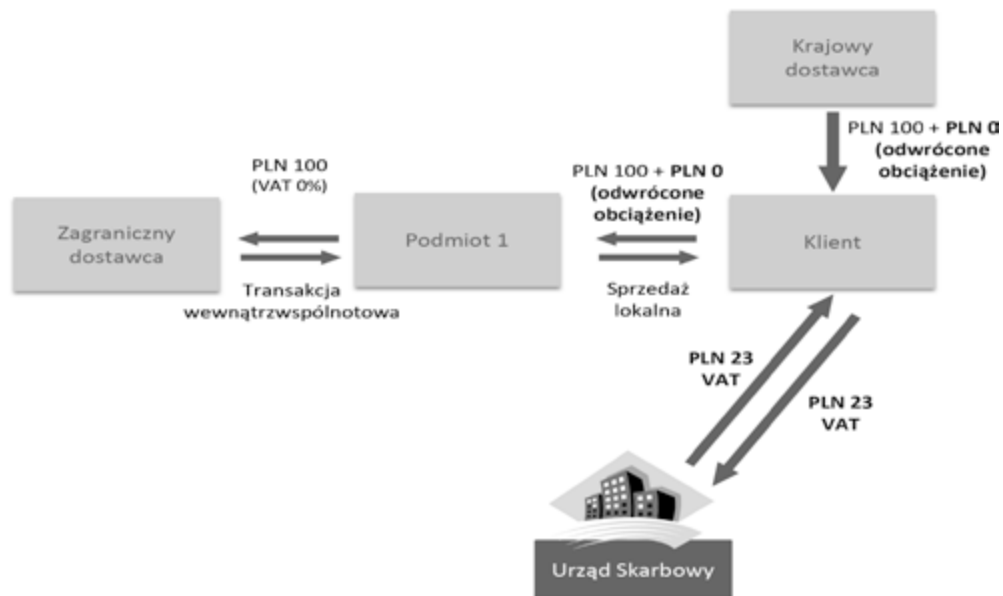 Krajowy
dostawca
PLN 100 + PLN 0
(odwrócone
obciążenie)
PLN 100
(VAT 0%)
PLN 100 + PLN 0
(odwrócone
obciążenie)
Zagraniczny
dostawca
Podmiot 1
Klient
Transakcja
wewnątrzwspólnotowa
Sprzedaż
lokalna
PLN 23
VAT
PLN 23
VAT
Urząd Skarbowy